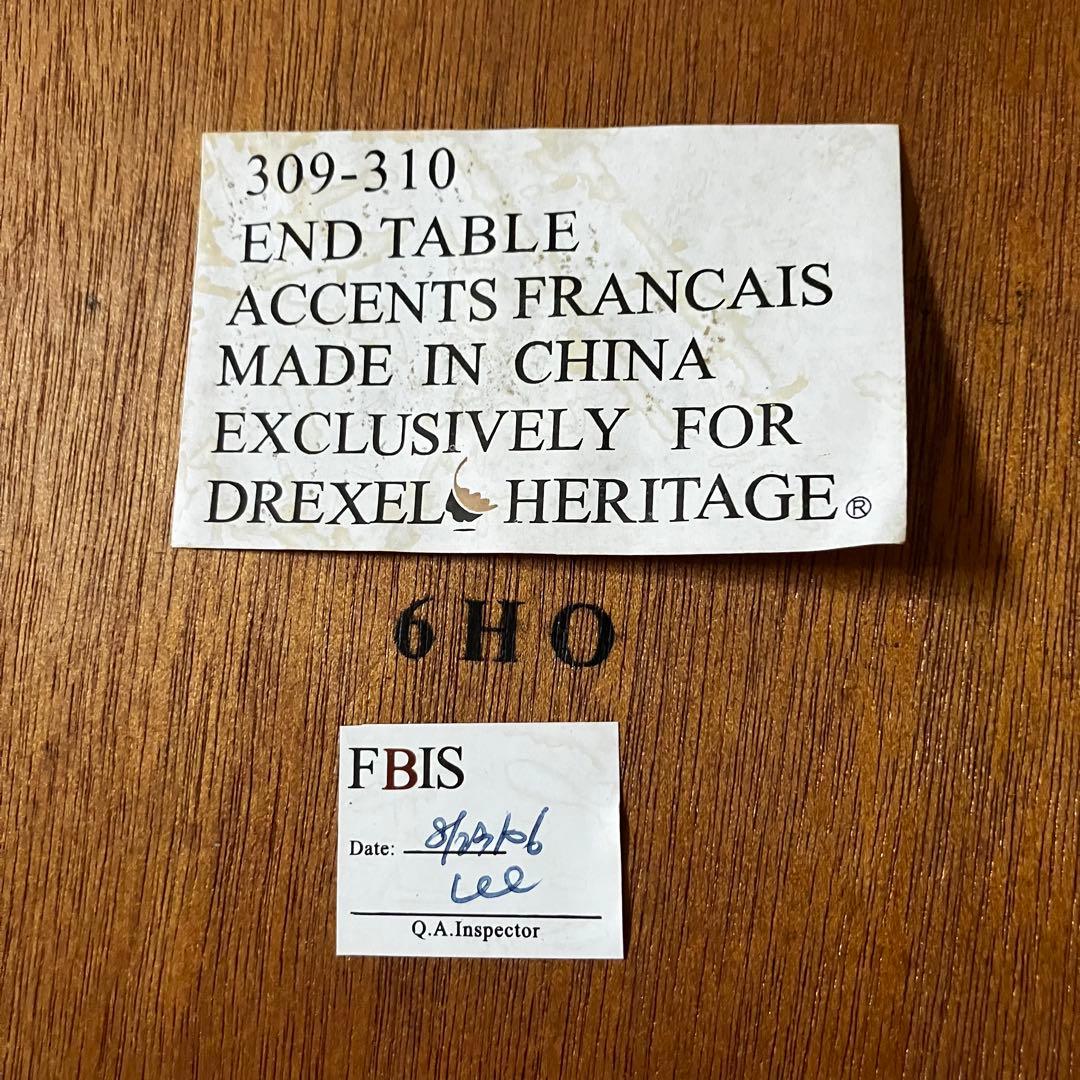 309-310
END TABLE
ACCENTS FRANCAIS
MADE IN CHINA
EXCLUSIVELY FOR
DREXEL HERITAGE®
6HO
FBIS
Date:
Lee
Q.A.Inspector